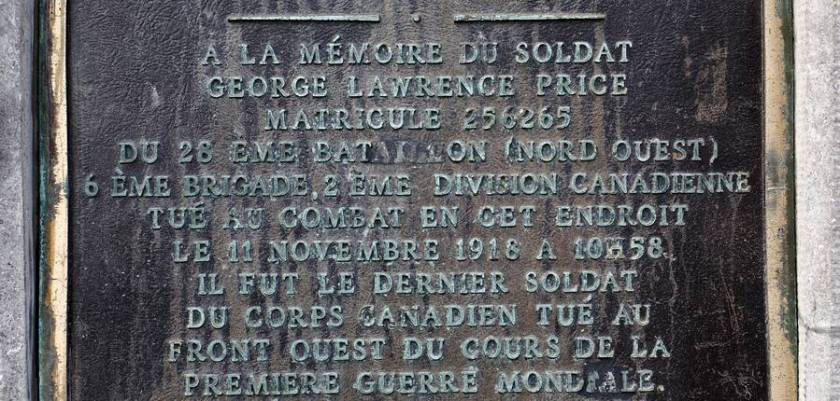 A LA MÉMOIRE DU SOLDAT
GEORGE LAWRENCE PRICE
MATRICULE 256265
DU 28 ÈME BATAILLON (NORD OUEST)
6 ÈME BRIGADE, 2 ÈME DIVISION CANADIENNE
TUÉ AU COMBAT EN CET ENDROIT
LE 11 NOVEMBRE 1918 A 10H58
IL FUT LE DERNIER SOLDAT
DU CORPS CANADIEN TUÉ AU
FRONT OUEST DU COURS DE LA
PREMIERE GUERRE MONDIALE.